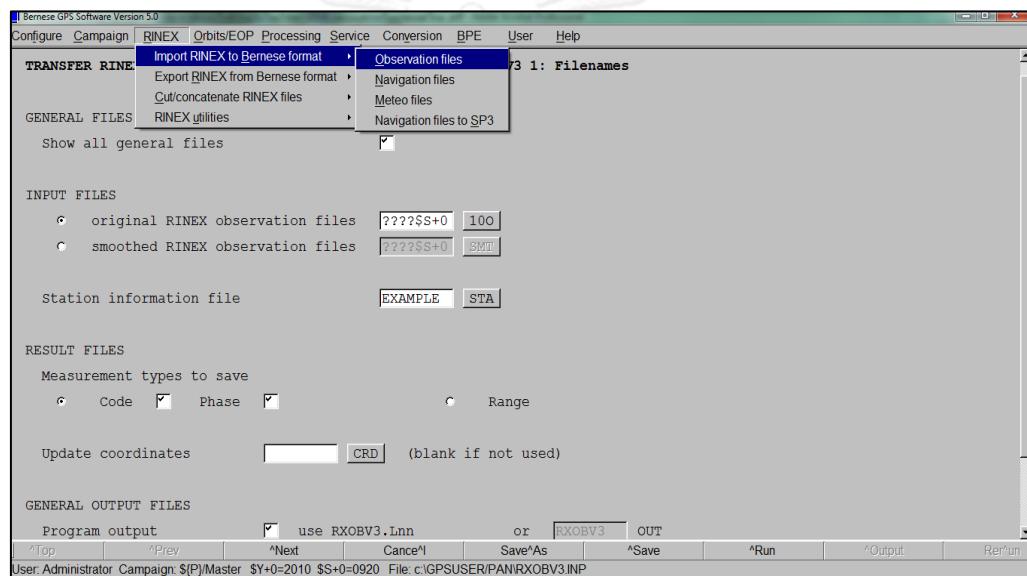 Bernese GPS Software Version 5.0
Configure Campaign RINEX Orbits/EOP Processing Service Conversion BPE User Help
Import RINEX to Bernese format
Export RINEX from Bernese format
Cut/concatenate RINEX files
RINEX utilities
Observation files
Navigation files
Meteo files
Navigation files to SP3
TRANSFER RINE V3 1: Filenames
GENERAL FILES
Show all general files
INPUT FILES
original RINEX observation files ????$S+0 10O
smoothed RINEX observation files ????$S+0 SMT
Station information file EXAMPLE STA
RESULT FILES
Measurement types to save
Code Phase Range
Update coordinates CRD (blank if not used)
GENERAL OUTPUT FILES
Program output use RXOBV3.Lnn or RXOBV3 OUT
^Top ^Prev ^Next Cance^l Save^As ^Save ^Run ^Output Rer^un
User: Administrator Campaign: ${P}/Master $Y+0=2010 $S+0=0920 File: c:\GPSUSER/PAN\RXOBV3.INP